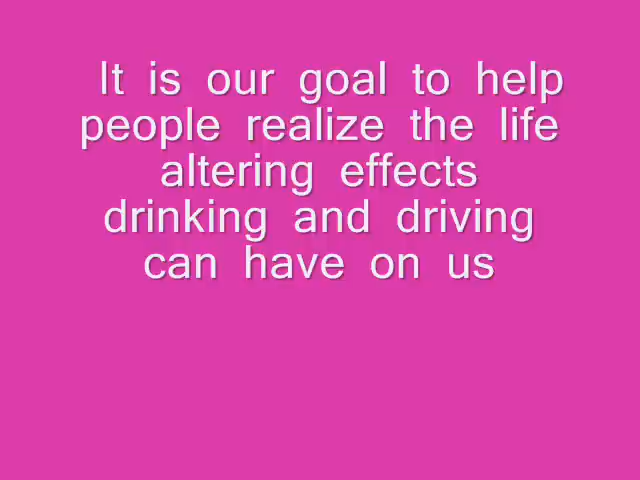 It is our goal to help
people realize the life
altering effects
drinking and driving
can have on us